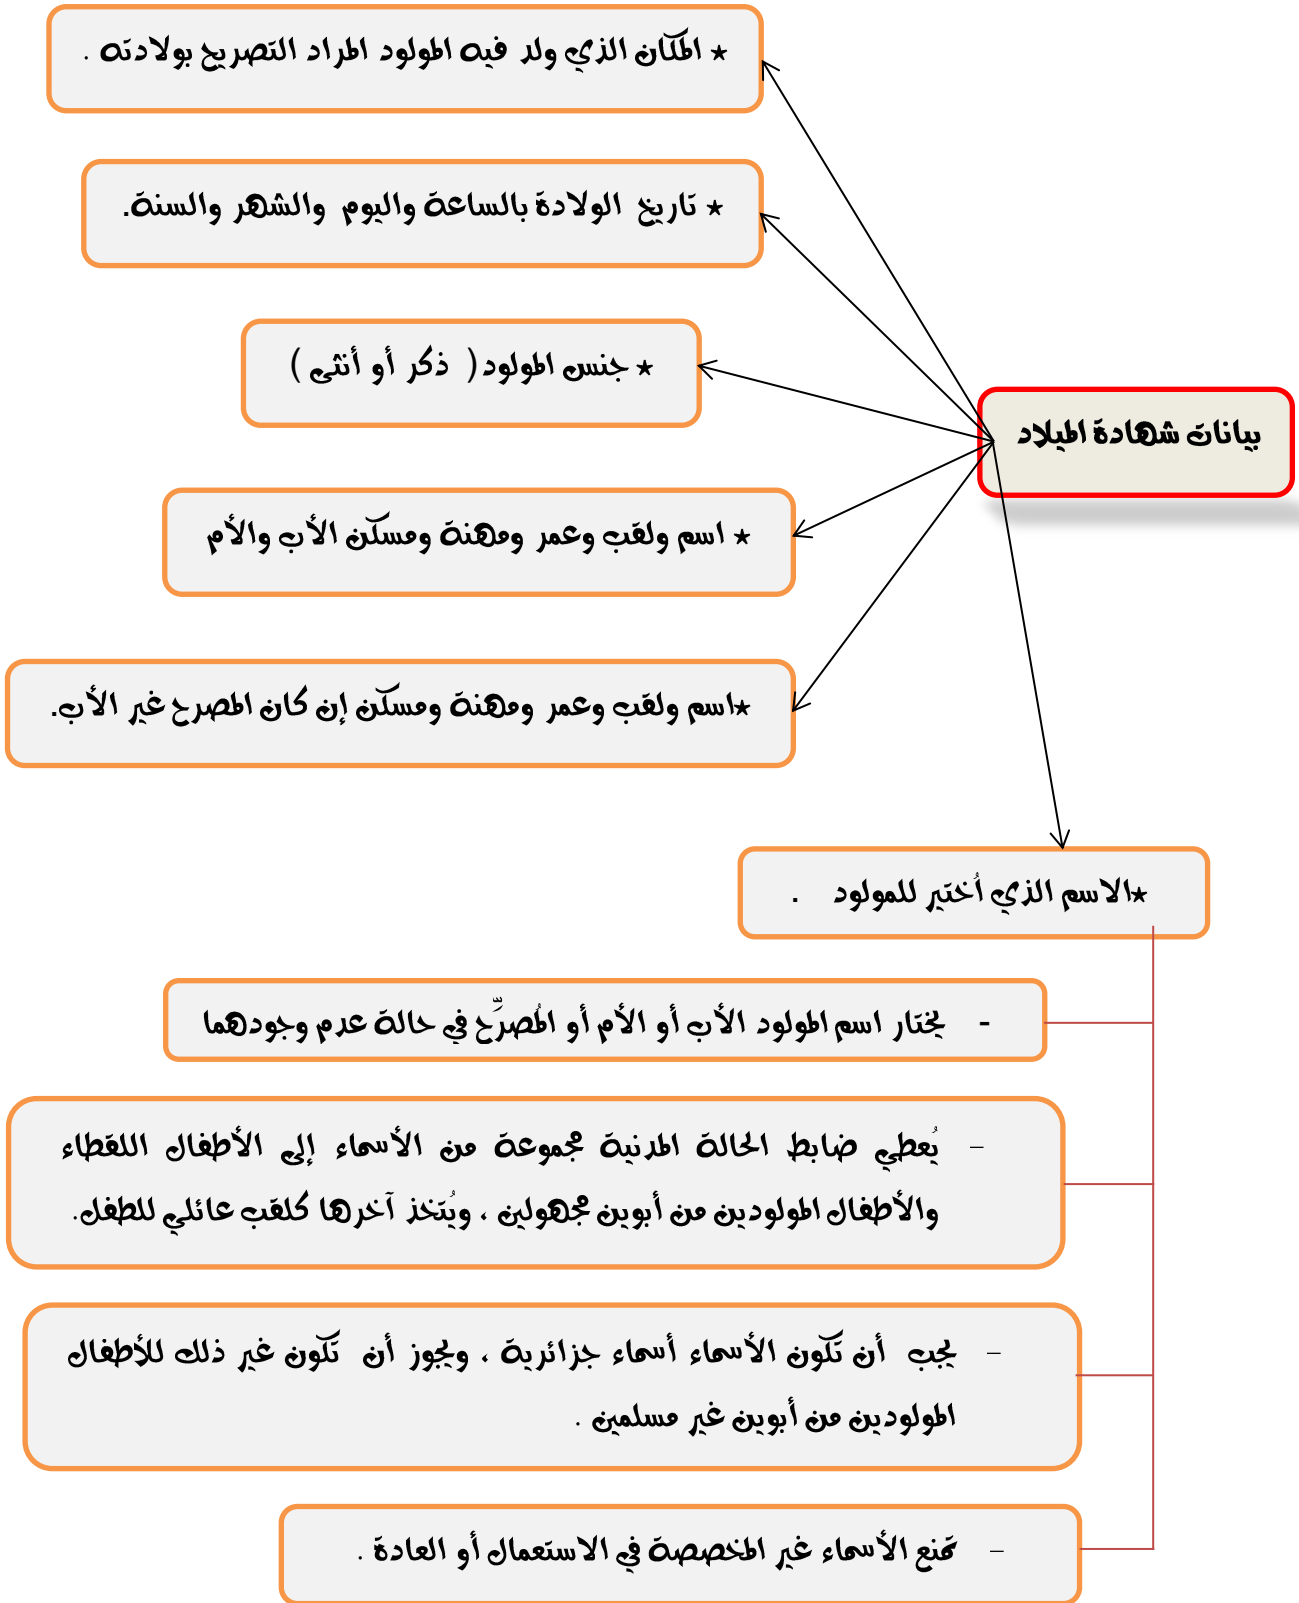 ★ المكان الذي ولد فيه المولود المراد التصريح بولادته .
★ تاريخ الولادة بالساعة واليوم والشهر والسنة.
★ جنس المولود ( ذكر أو أنثى )
بيانات شهادة الميلاد
★ اسم ولقب وعمر ومهنة ومسكن الأب والأم
★اسم ولقب وعمر ومهنة ومسكن إن كان المصرح غير الأب.
★الاسم الذي أُختير للمولود .
- يختار اسم المولود الأب أو الأم أو المُصرِّح في حالة عدم وجودهما
– يُعطي ضابط الحالة المدنية مجموعة من الأسماء إلى الأطفال اللقطاء
والأطفال المولودين من أبوين مجهولين ، ويُتخذ آخرها كلقب عائلي للطفل.
– يجب أن تكون الأسماء أسماء جزائرية ، ويجوز أن تكون غير ذلك للأطفال
المولودين من أبوين غير مسلمين .
– تمنع الأسماء غير المخصصة في الاستعمال أو العادة .